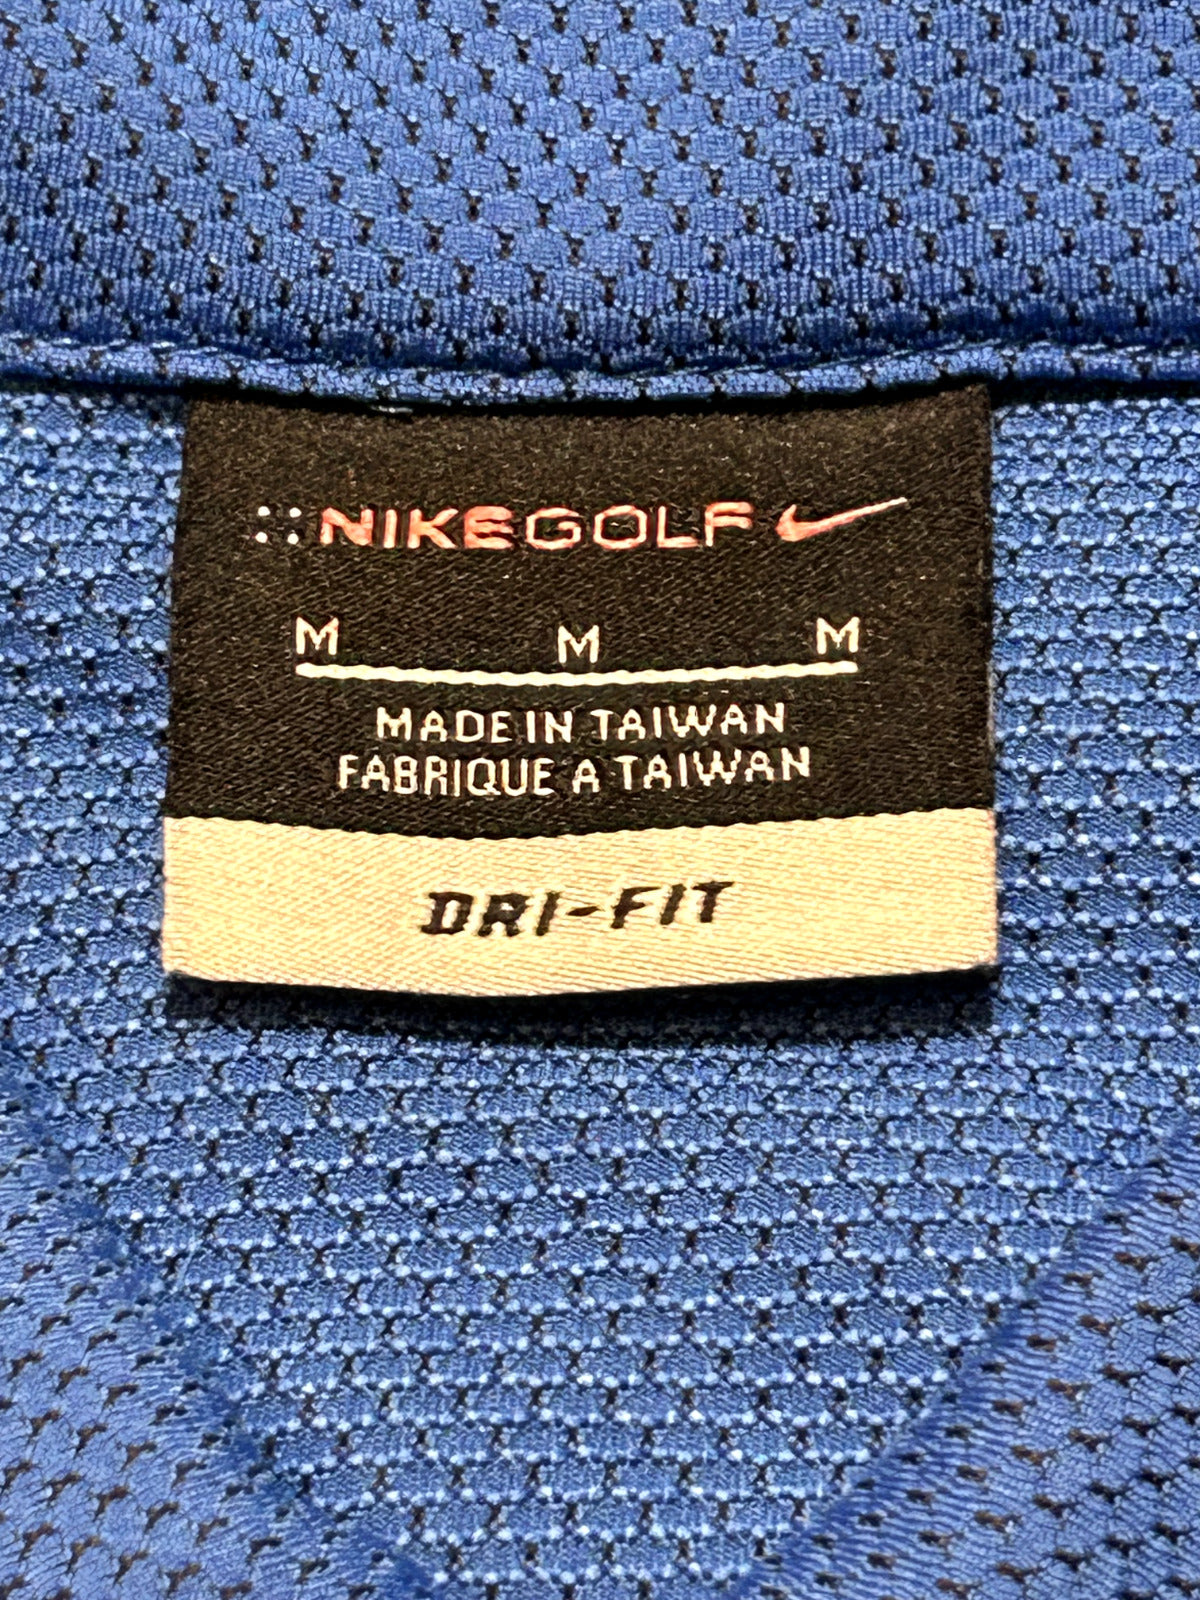 NIKEGOLF
M M M
MADE IN TAIWAN
FABRIQUE A TAIWAN
DRI-FIT